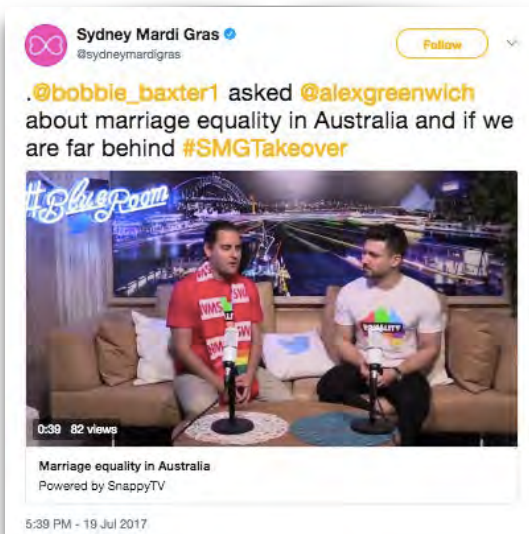 Sydney Mardi Gras
@sydneymardigras
Follow
.@bobbie_baxter1 asked @alexgreenwich
about marriage equality in Australia and if we
are far behind #SMGTakeover
#BlueRoom
EQUALITY
0:39 82 views
Marriage equality in Australia
Powered by SnappyTV
5:39 PM - 19 Jul 2017